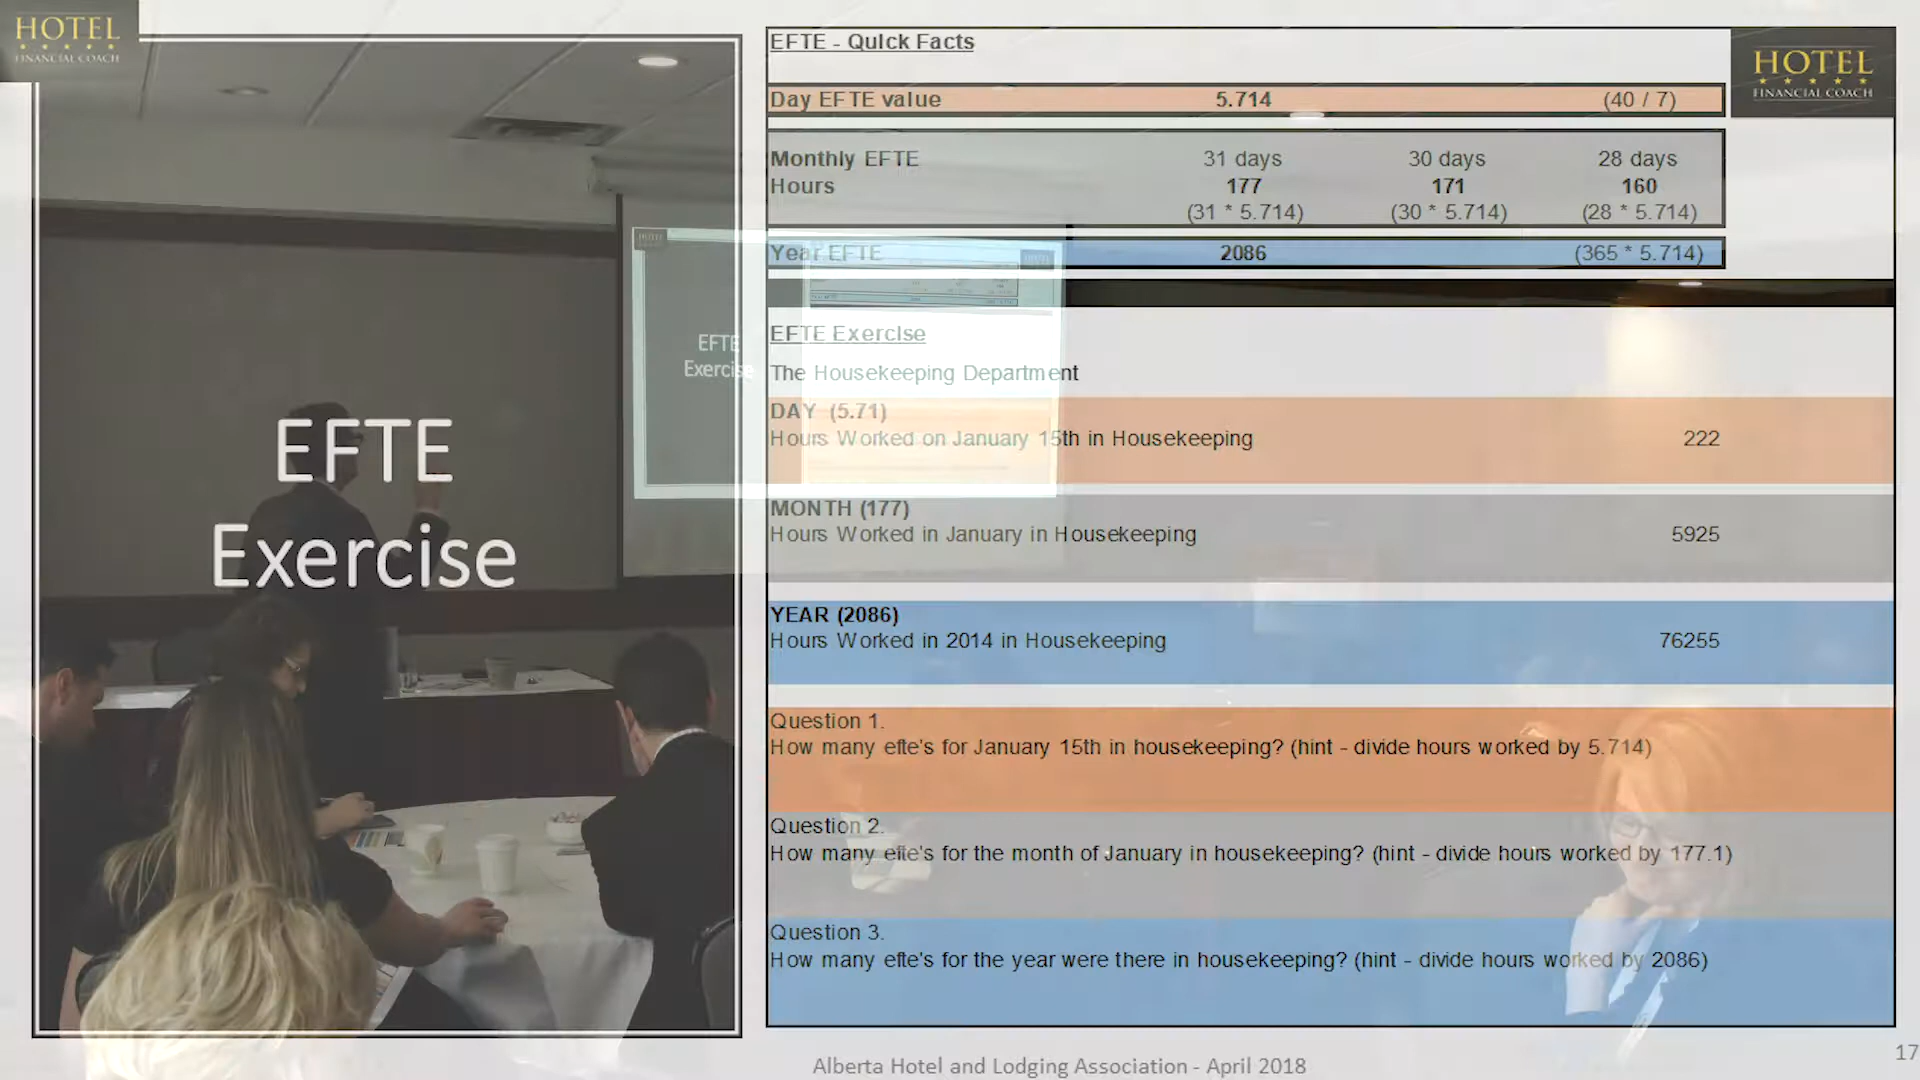 HOTEL
FINANCIAL COACH
EFTE
Exercise
EFTE - Quick Facts
HOTEL
FINANCIAL COACH
Day EFTE value 5.714 (40 / 7)
Monthly EFTE 31 days 30 days 28 days
Hours 177 171 160
(31 * 5.714) (30 * 5.714) (28 * 5.714)
Year EFTE 2086 (365 * 5.714)
HOTEL
EFTE
Exercise
EFTE Exercise
The Housekeeping Department
DAY (5.71)
Hours Worked on January 15th in Housekeeping 222
MONTH (177)
Hours Worked in January in Housekeeping 5925
YEAR (2086)
Hours Worked in 2014 in Housekeeping 76255
Question 1.
How many efte's for January 15th in housekeeping? (hint - divide hours worked by 5.714)
Question 2.
How many efte's for the month of January in housekeeping? (hint - divide hours worked by 177.1)
Question 3.
How many efte's for the year were there in housekeeping? (hint - divide hours worked by 2086)
Alberta Hotel and Lodging Association - April 2018
17